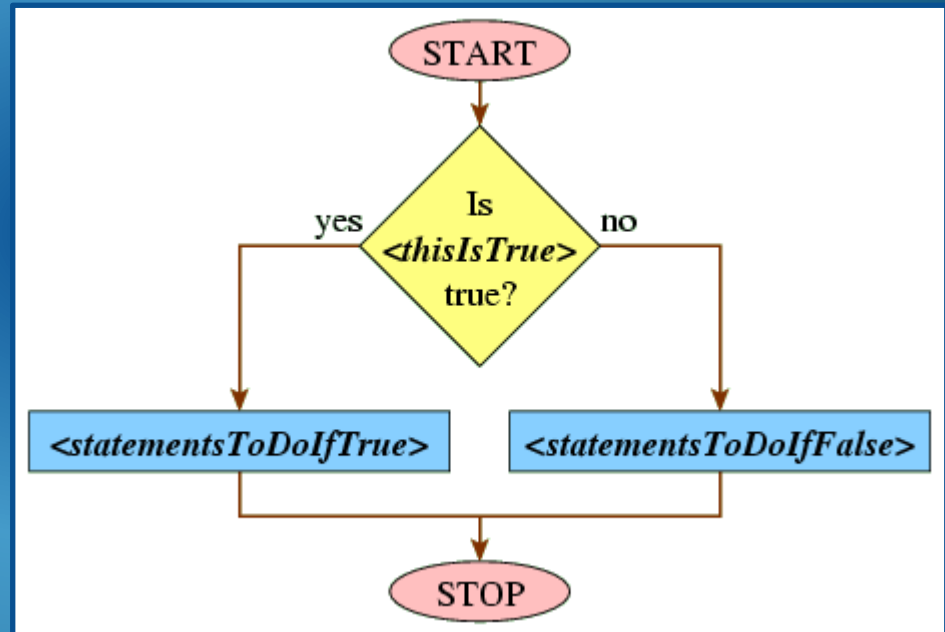 START
Is
<thisIsTrue>
true?
yes
no
<statementsToDoIfTrue>
<statementsToDoIfFalse>
STOP